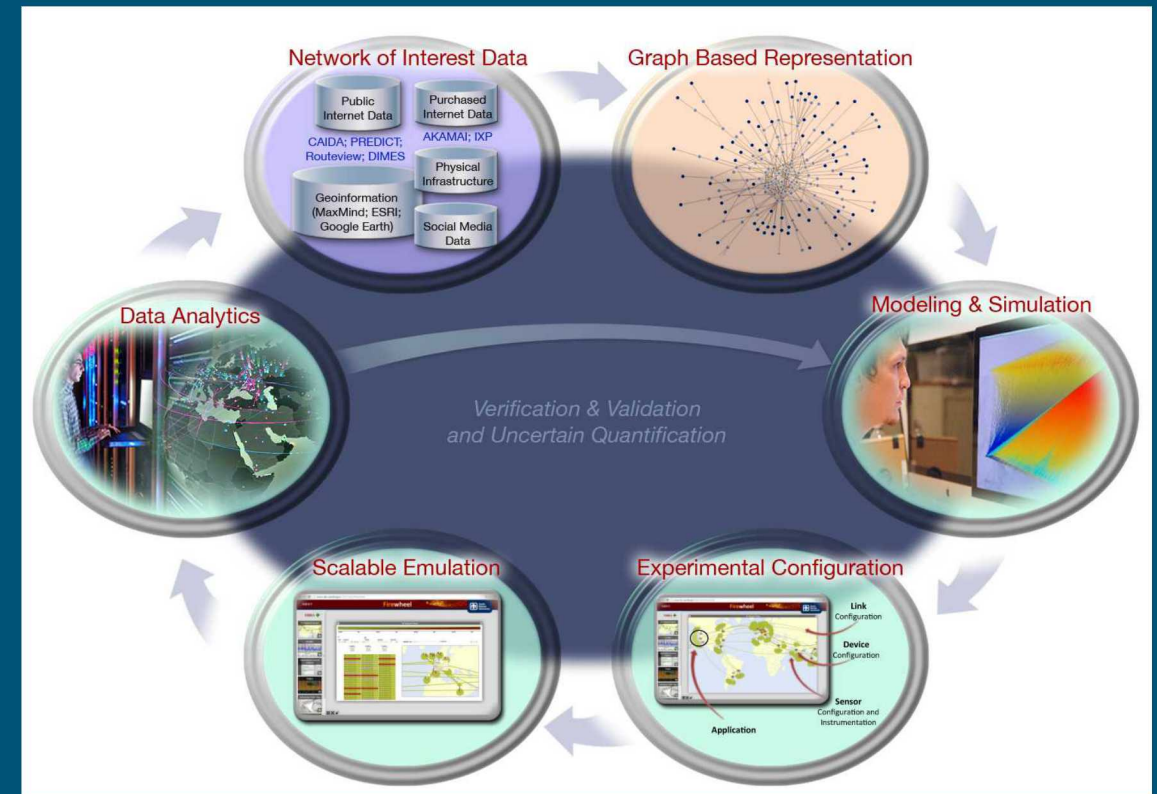 Network of Interest Data
Public
Internet Data
Purchased
Internet Data
CAIDA; PREDICT;
Routeview; DIMES
AKAMAI; IXP
Physical
Infrastructure
Geoinformation
(MaxMind; ESRI;
Google Earth)
Social Media
Data
Graph Based Representation
Data Analytics
Modeling & Simulation
Verification & Validation
and Uncertain Quantification
Scalable Emulation
Firewheel
Experimental Configuration
Firewheel
Link
Configuration
Device
Configuration
Sensor
Configuration and
Instrumentation
Application